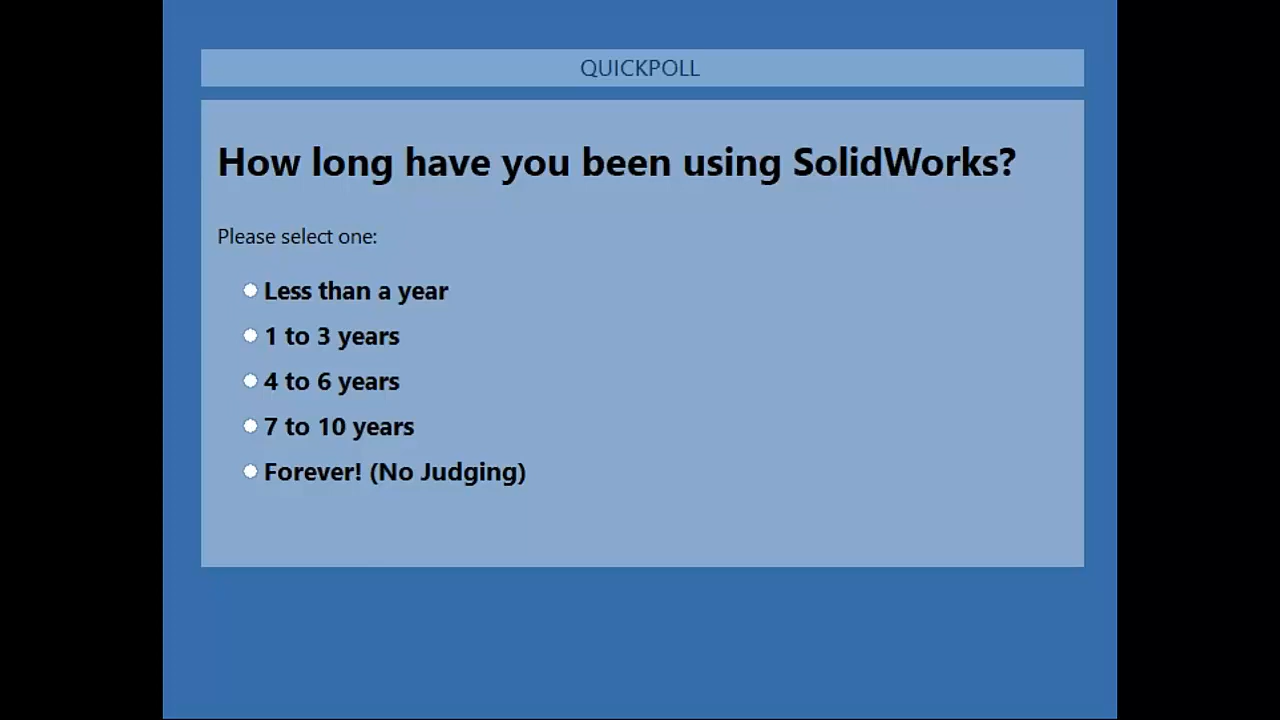 QUICKPOLL
How long have you been using SolidWorks?
Please select one:
Less than a year
1 to 3 years
4 to 6 years
7 to 10 years
Forever! (No Judging)